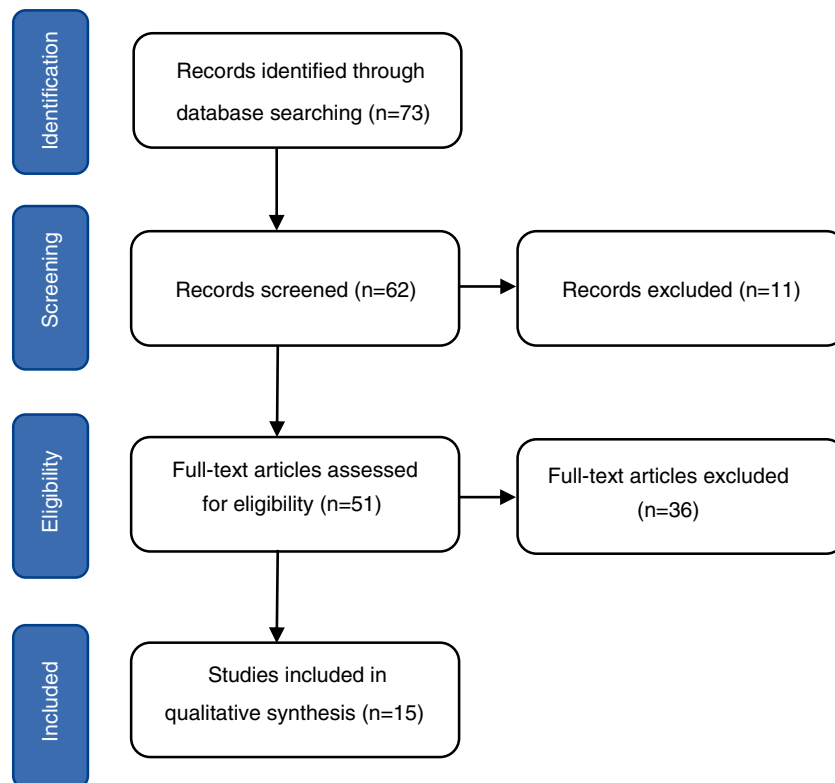 Identification
Records identified through
database searching (n=73)
Screening
Records screened (n=62)
Records excluded (n=11)
Eligibility
Full-text articles assessed
for eligibility (n=51)
Full-text articles excluded
(n=36)
Included
Studies included in
qualitative synthesis (n=15)